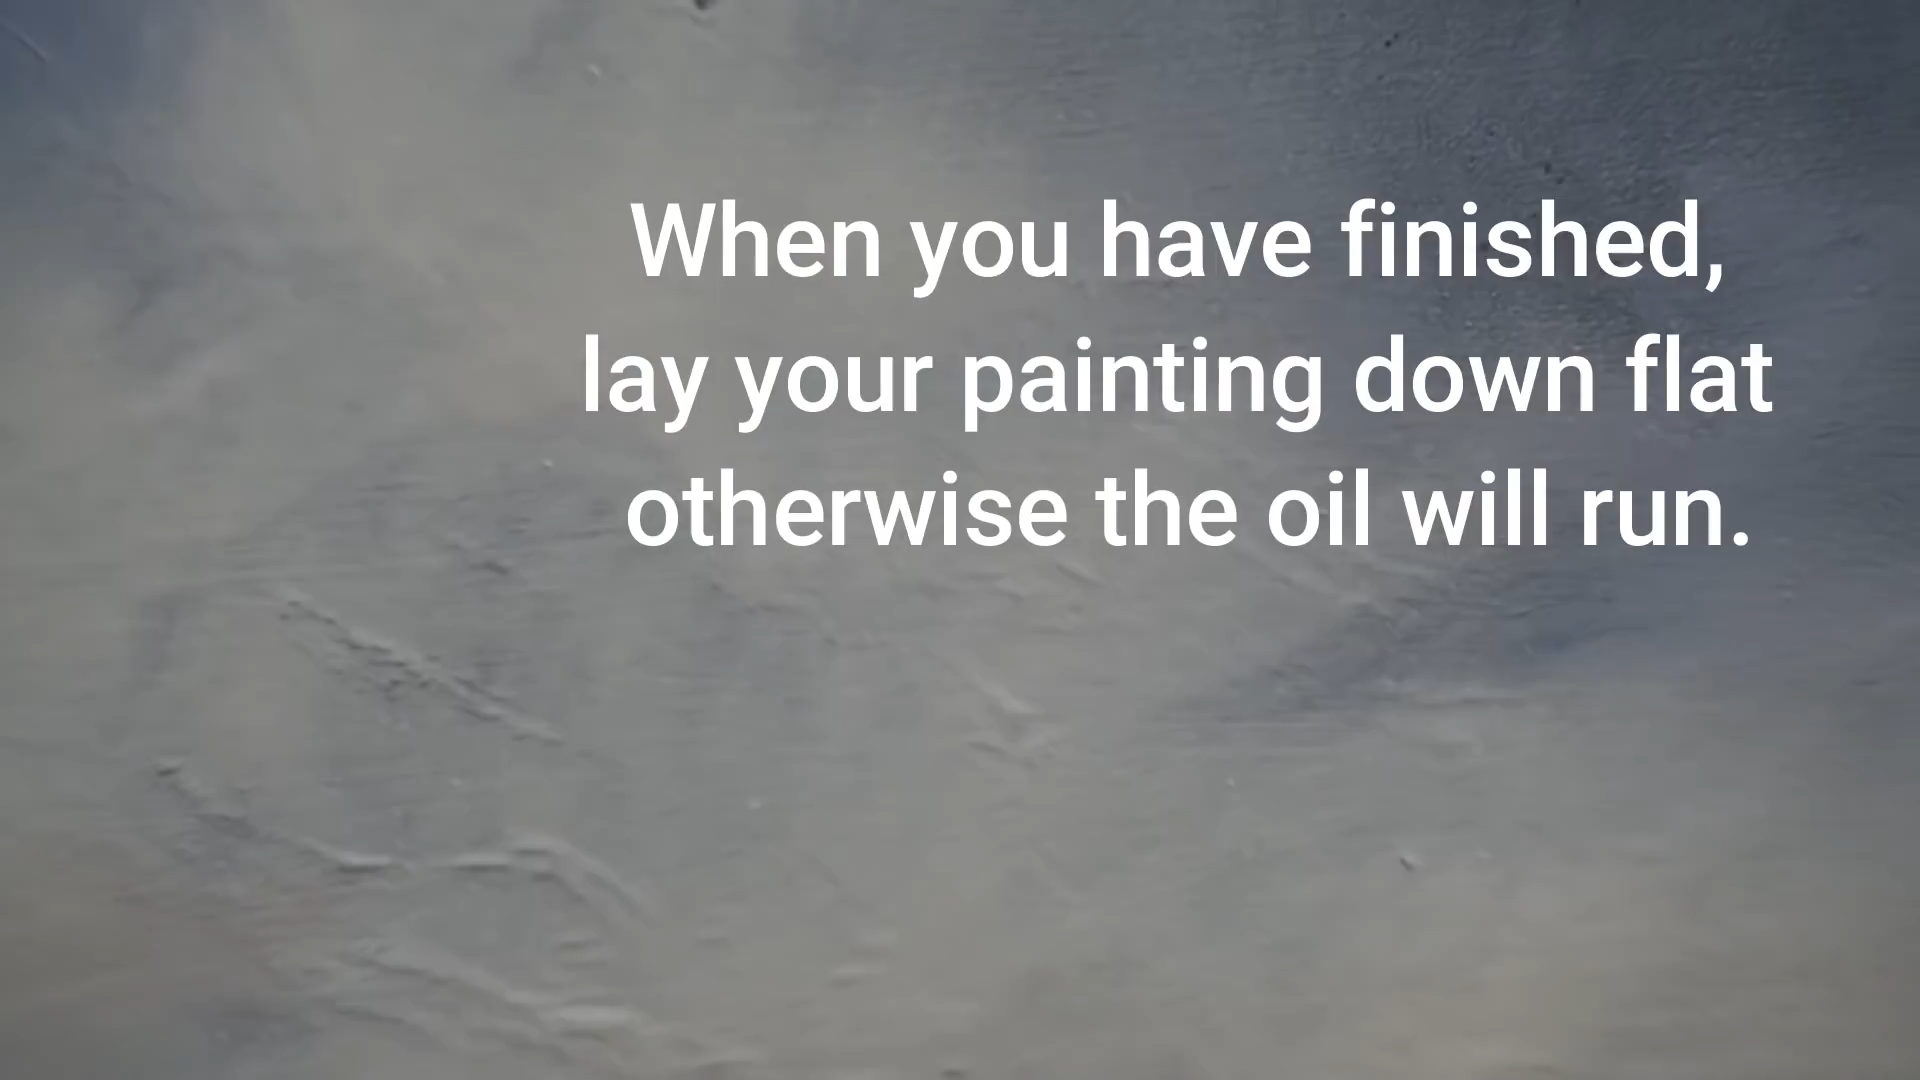 When you have finished,
lay your painting down flat
otherwise the oil will run.